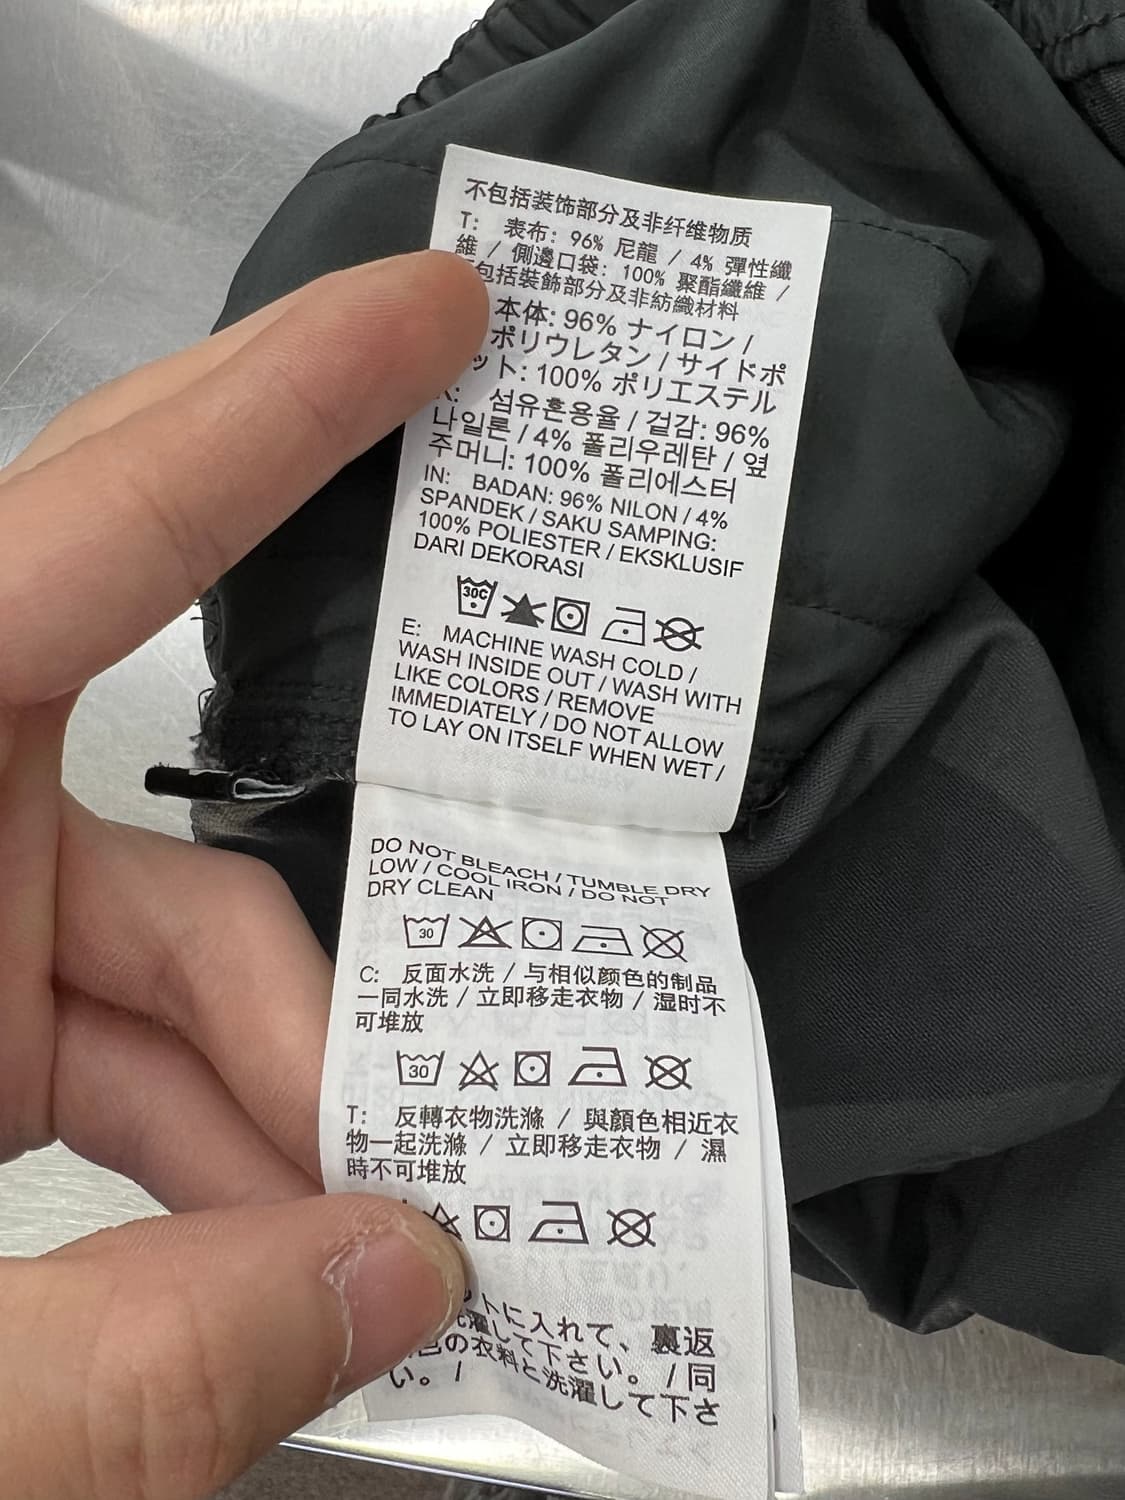 不包括装饰部分及非纤维物质
T: 表布: 96% 尼龍 / 4% 彈性纖
維 / 側邊口袋: 100% 聚酯纖維 /
包括裝飾部分及非紡織材料
本体: 96% ナイロン /
ポリウレタン / サイドポ
ット: 100% ポリエステル
섬유혼용율 / 겉감: 96%
나일론 / 4% 폴리우레탄 / 옆
주머니: 100% 폴리에스터
IN: BADAN: 96% NILON / 4%
SPANDEK / SAKU SAMPING:
100% POLIESTER / EKSKLUSIF
DARI DEKORASI
30C
E: MACHINE WASH COLD /
WASH INSIDE OUT / WASH WITH
LIKE COLORS / REMOVE
IMMEDIATELY / DO NOT ALLOW
TO LAY ON ITSELF WHEN WET /
DO NOT BLEACH / TUMBLE DRY
LOW / COOL IRON / DO NOT
DRY CLEAN
30
C: 反面水洗 / 与相似颜色的制品
一同水洗 / 立即移走衣物 / 湿时不
可堆放
30
T: 反轉衣物洗滌 / 與顏色相近衣
物一起洗滌 / 立即移走衣物 / 濕
時不可堆放
トに入れて、裏返
洗濯して下さい。 / 同
色の衣料と洗濯して下さ
い。 /